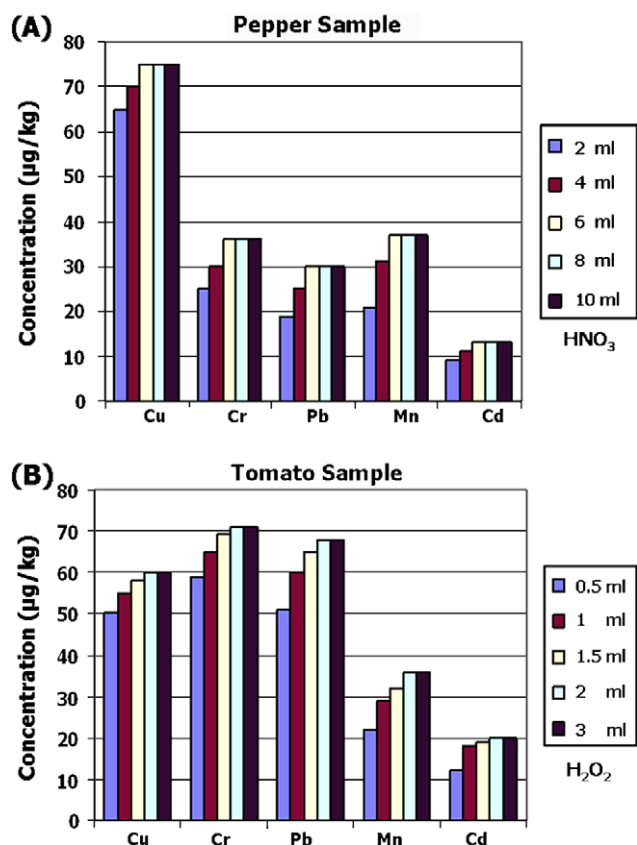 (A)
Pepper Sample
Concentration (µg/kg)
80
70
60
50
40
30
20
10
0
Cu Cr Pb Mn Cd
2 ml
4 ml
6 ml
8 ml
10 ml
HNO₃
(B)
Tomato Sample
Concentration (µg/kg)
80
70
60
50
40
30
20
10
0
Cu Cr Pb Mn Cd
0.5 ml
1 ml
1.5 ml
2 ml
3 ml
H₂O₂